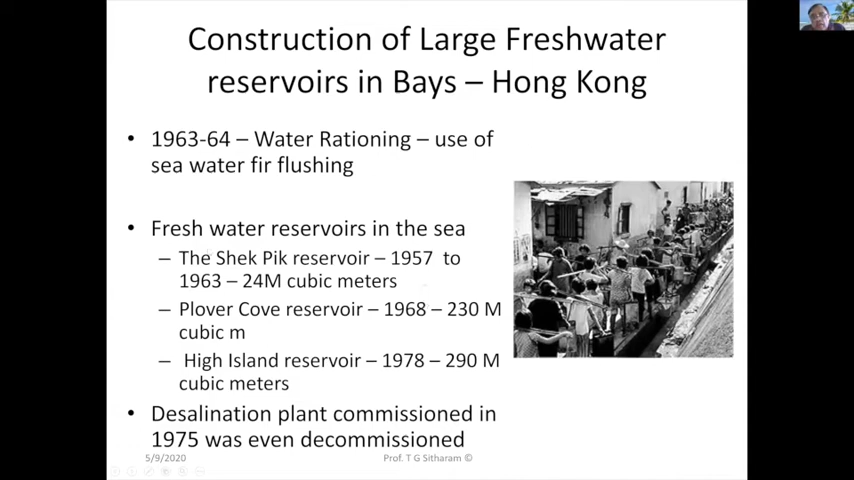 Construction of Large Freshwater
reservoirs in Bays – Hong Kong
• 1963-64 – Water Rationing – use of
sea water fir flushing
• Fresh water reservoirs in the sea
– The Shek Pik reservoir – 1957 to
1963 – 24M cubic meters
– Plover Cove reservoir – 1968 – 230 M
cubic m
– High Island reservoir – 1978 – 290 M
cubic meters
• Desalination plant commissioned in
1975 was even decommissioned
5/9/2020
Prof. T G Sitharam ©